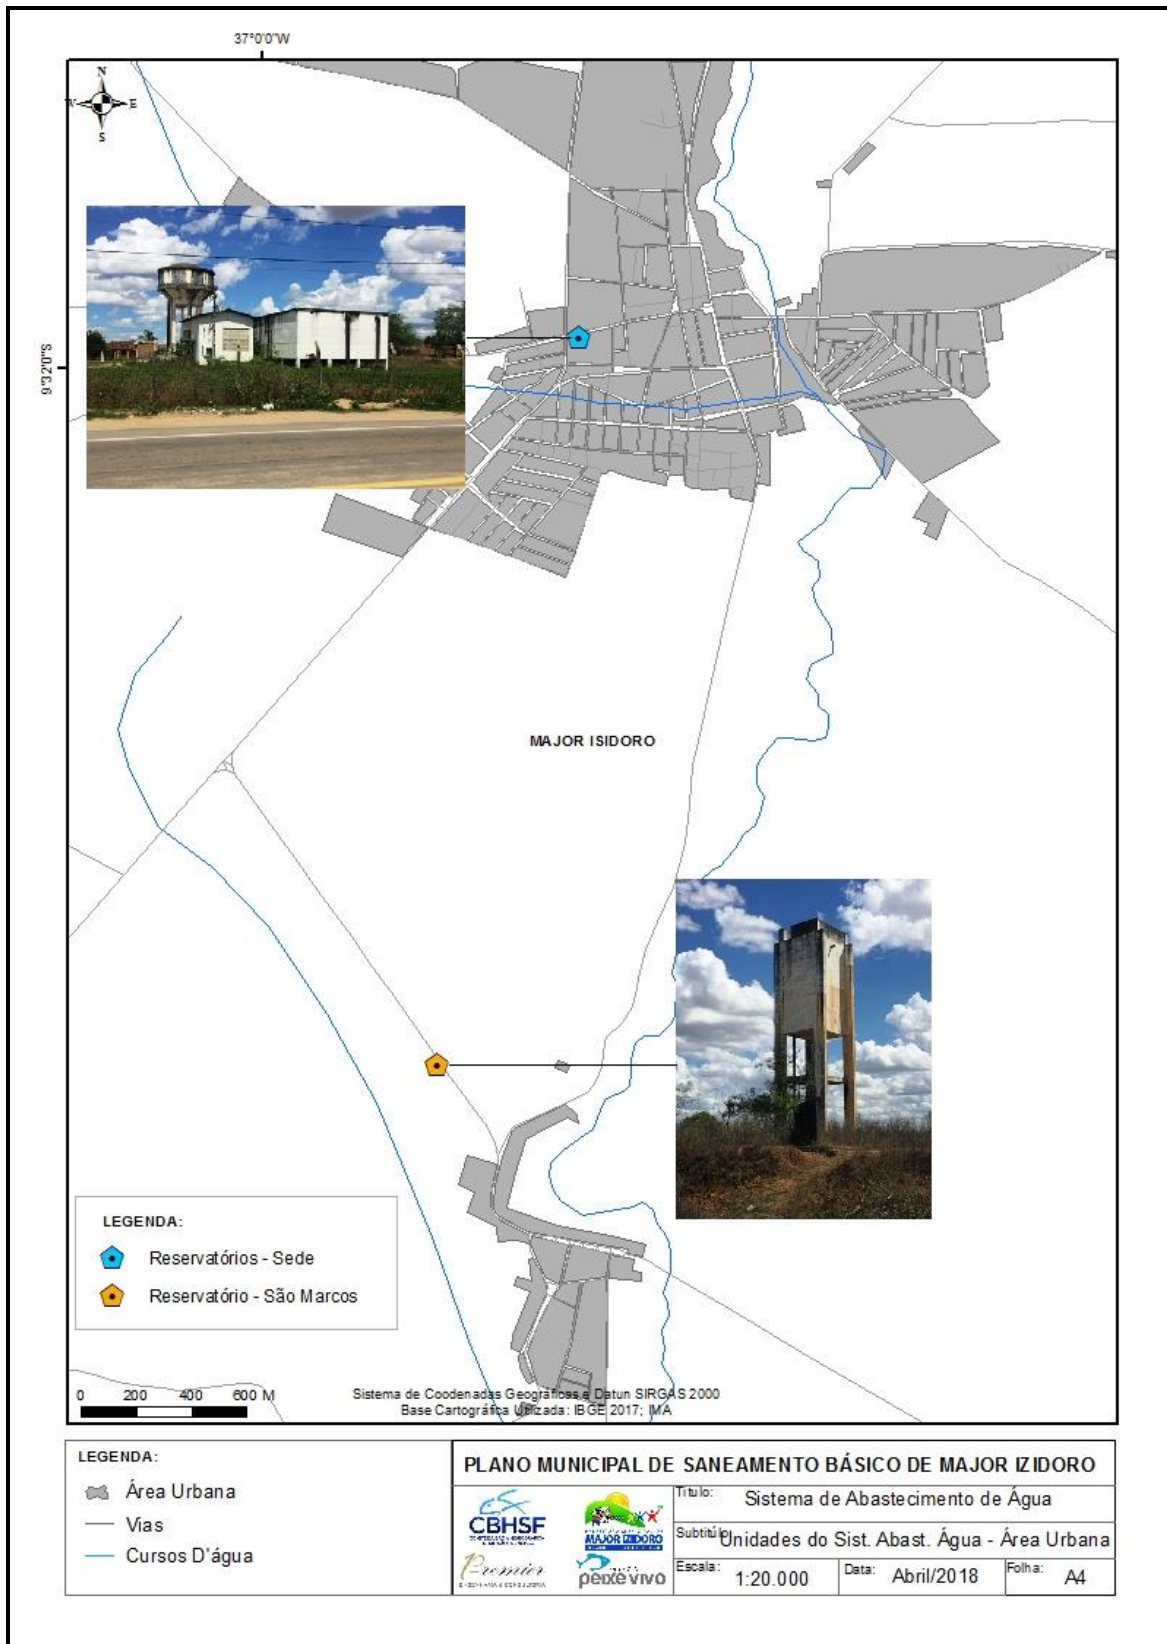 37°0'0"W
N
E
S
9°32'0"S
MAJOR ISIDORO
LEGENDA:
Reservatórios - Sede
Reservatório - São Marcos
0 200 400 600 M
Sistema de Coodenadas Geográficas e Datun SIRGAS 2000
Base Cartográfica Utilizada: IBGE 2017; IMA
LEGENDA:
Área Urbana
Vias
Cursos D'água
PLANO MUNICIPAL DE SANEAMENTO BÁSICO DE MAJOR IZIDORO
CBHSF
MAJOR IZIDORO
Premier
peixe vivo
Titulo: Sistema de Abastecimento de Água
Subtitúlo: Unidades do Sist. Abast. Água - Área Urbana
Escala: 1:20.000
Data: Abril/2018
Folha: A4